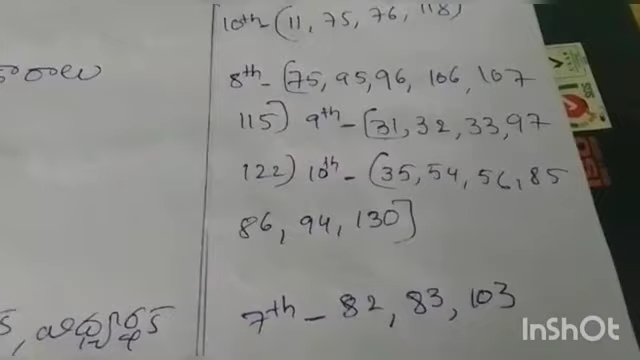 10th-(11, 75, 76, 118)
8th-[75, 95, 96, 106, 107
115) 9th-[31, 32, 33, 97
122) 10th-(35, 54, 56, 85
86, 94, 130]
7th - 82, 83, 103
InShOt